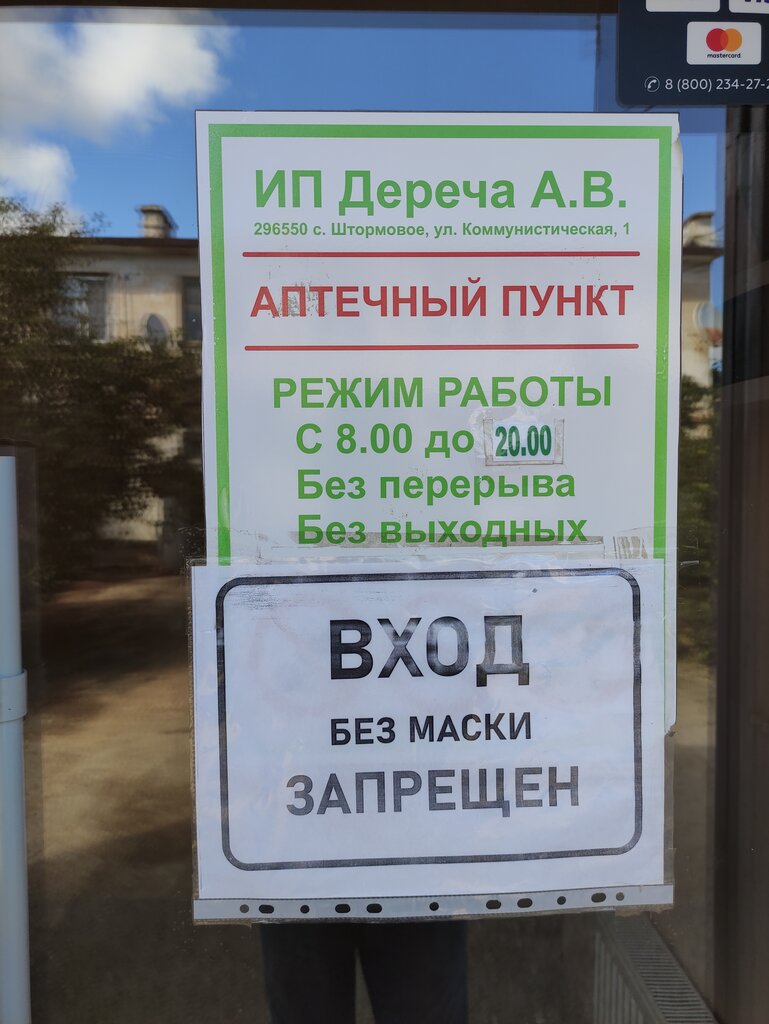 mastercard
8 (800) 234-27-2
ИП Дереча А.В.
296550 с. Штормовое, ул. Коммунистическая, 1
АПТЕЧНЫЙ ПУНКТ
РЕЖИМ РАБОТЫ
С 8.00 до 20.00
Без перерыва
Без выходных
ВХОД
БЕЗ МАСКИ
ЗАПРЕЩЕН